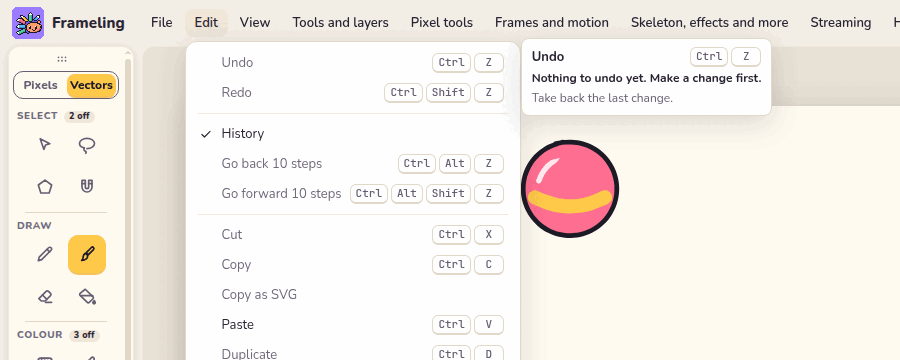 Frameling
File
Edit
View
Tools and layers
Pixel tools
Frames and motion
Skeleton, effects and more
Streaming
Pixels
Vectors
SELECT
2 off
DRAW
COLOUR
3 off
Undo
Ctrl Z
Redo
Ctrl Shift Z
History
Go back 10 steps
Ctrl Alt Z
Go forward 10 steps
Ctrl Alt Shift Z
Cut
Ctrl X
Copy
Ctrl C
Copy as SVG
Paste
Ctrl V
Duplicate
Ctrl D
Undo
Ctrl Z
Nothing to undo yet. Make a change first.
Take back the last change.